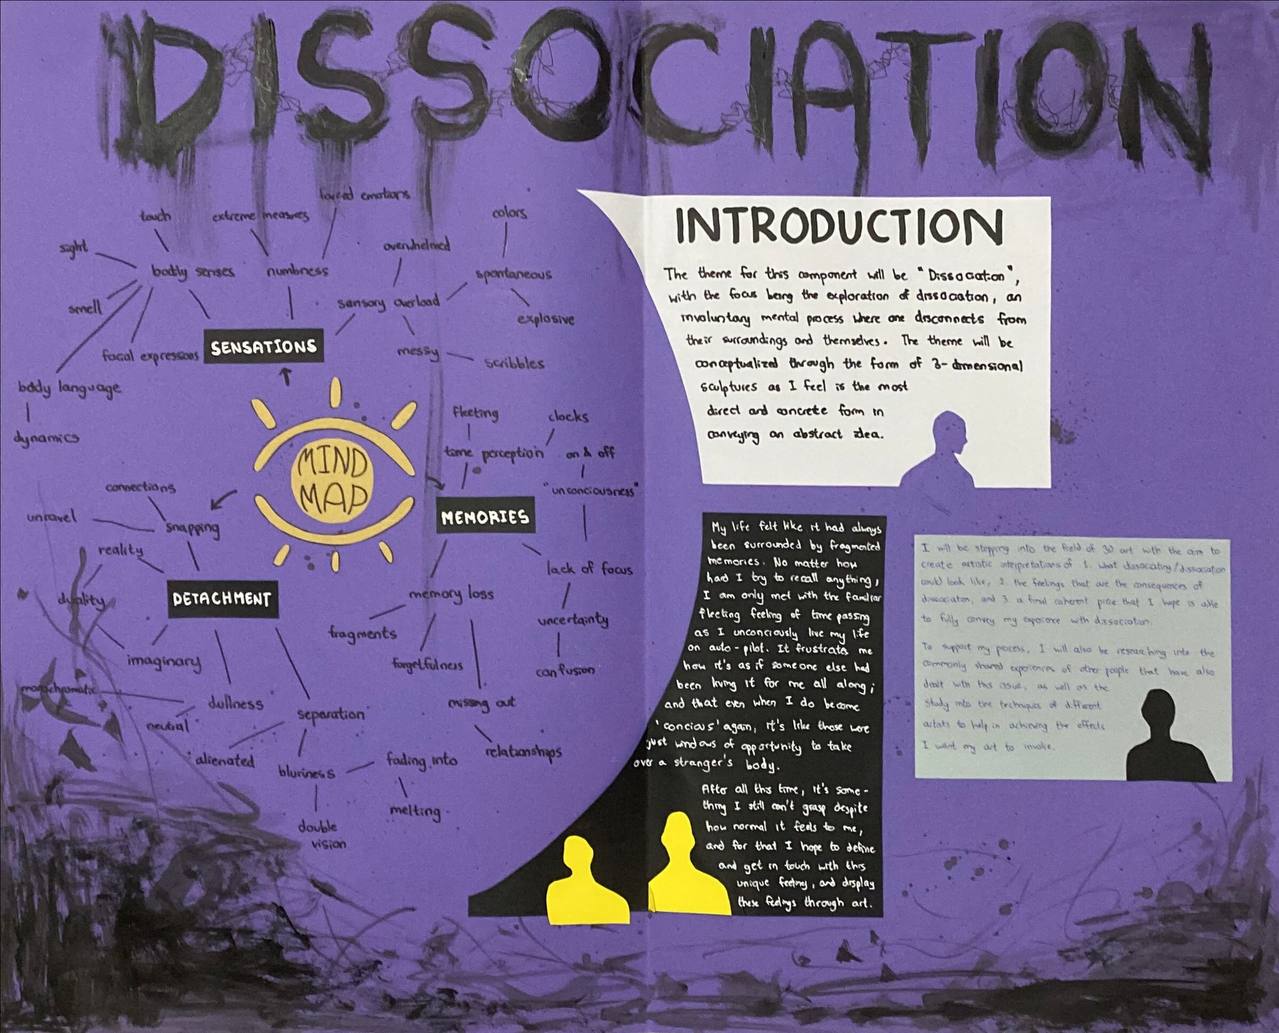 DISSOCIATION
forced emotions
touch
extreme measures
colors
sight
overwhelmed
bodily senses
numbness
spontaneous
smell
sensory overload
explosive
facial expressions
SENSATIONS
messy
scribbles
body language
dynamics
MIND
MAP
fleeting
clocks
time perception
on & off
"unconciousness"
MEMORIES
lack of focus
memory loss
uncertainty
fragments
forgetfulness
confusion
missing out
relationships
connections
unravel
snapping
reality
duality
DETACHMENT
imaginary
monochromatic
dullness
neutral
separation
alienated
bluriness
fading into
melting
double
vision
INTRODUCTION
The theme for this component will be "Dissociation",
with the focus being the exploration of dissociation, an
involuntary mental process where one disconnects from
their surroundings and themselves. The theme will be
conceptualized through the form of 3-dimensional
sculptures as I feel is the most
direct and concrete form in
conveying an abstract idea.
My life felt like it had always
been surrounded by fragmented
memories. No matter how
hard I try to recall anything,
I am only met with the familiar
fleeting feeling of time passing
as I unconciously live my life
on auto-pilot. It frustrates me
how it's as if someone else had
been living it for me all along;
and that even when I do become
'concious' again, it's like those were
just windows of opportunity to take
over a stranger's body.
After all this time, it's some-
thing I still can't grasp despite
how normal it feels to me,
and for that I hope to define
and get in touch with this
unique feeling, and display
these feelings through art.
I will be stepping into the field of 3D art with the aim to
create artistic interpretations of 1. what dissociating/dissociation
could look like, 2. the feelings that are the consequences of
dissociation, and 3. a final coherent piece that I hope is able
to fully convey my experience with dissociation.
To support my process, I will also be researching into the
commonly shared experiences of other people that have also
dealt with this issue, as well as the
study into the techniques of different
artists to help in achieving the effects
I want my art to invoke.